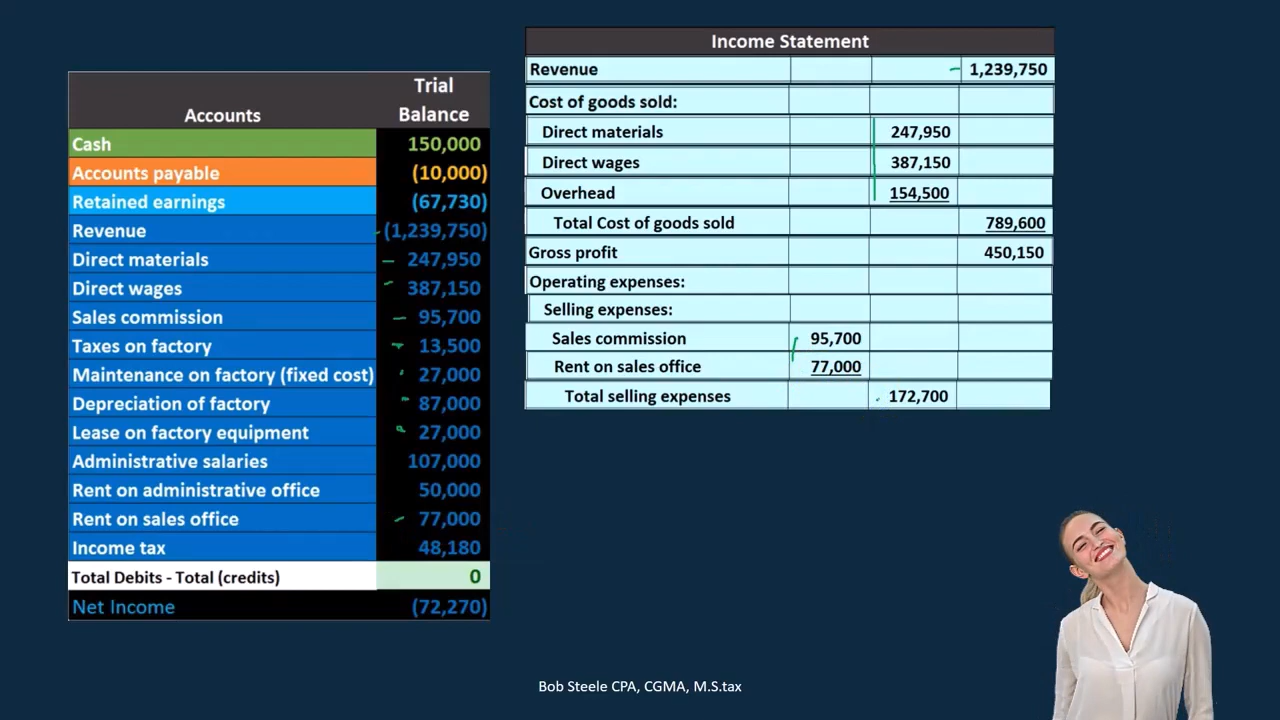 Trial
Accounts Balance
Cash 150,000
Accounts payable (10,000)
Retained earnings (67,730)
Revenue (1,239,750)
Direct materials 247,950
Direct wages 387,150
Sales commission 95,700
Taxes on factory 13,500
Maintenance on factory (fixed cost) 27,000
Depreciation of factory 87,000
Lease on factory equipment 27,000
Administrative salaries 107,000
Rent on administrative office 50,000
Rent on sales office 77,000
Income tax 48,180
Total Debits - Total (credits) 0
Net Income (72,270)
Income Statement
Revenue 1,239,750
Cost of goods sold:
Direct materials 247,950
Direct wages 387,150
Overhead 154,500
Total Cost of goods sold 789,600
Gross profit 450,150
Operating expenses:
Selling expenses:
Sales commission 95,700
Rent on sales office 77,000
Total selling expenses 172,700
Bob Steele CPA, CGMA, M.S.tax